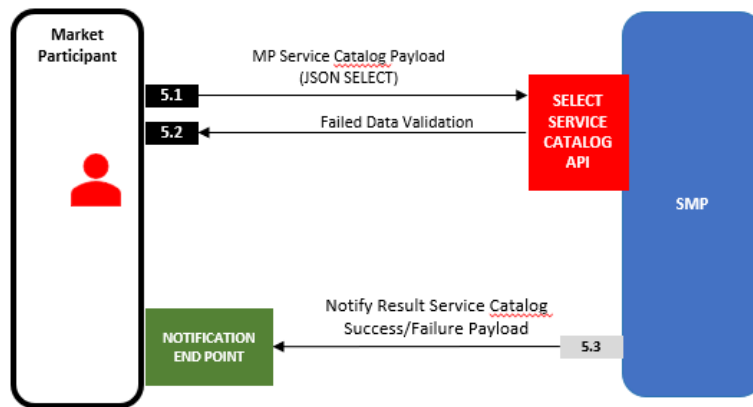 Market
Participant
MP Service Catalog Payload
(JSON SELECT)
5.1
5.2
Failed Data Validation
SELECT
SERVICE
CATALOG
API
SMP
Notify Result Service Catalog
Success/Failure Payload
NOTIFICATION
END POINT
5.3